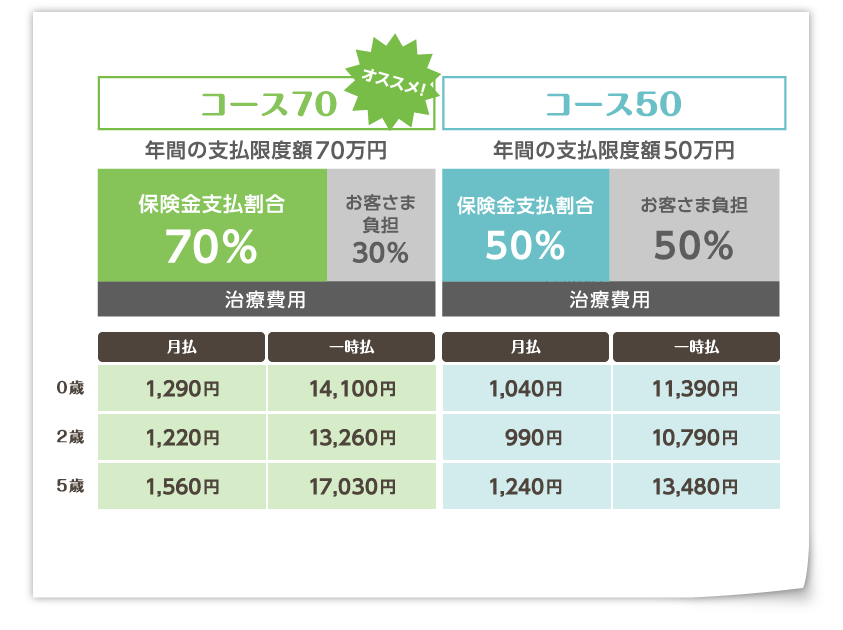 オススメ!
コース70
コース50
年間の支払限度額70万円
年間の支払限度額50万円
保険金支払割合
70%
お客さま
負担
30%
保険金支払割合
50%
お客さま負担
50%
治療費用
治療費用
月払 一時払 月払 一時払
0歳 1,290円 14,100円 1,040円 11,390円
2歳 1,220円 13,260円 990円 10,790円
5歳 1,560円 17,030円 1,240円 13,480円